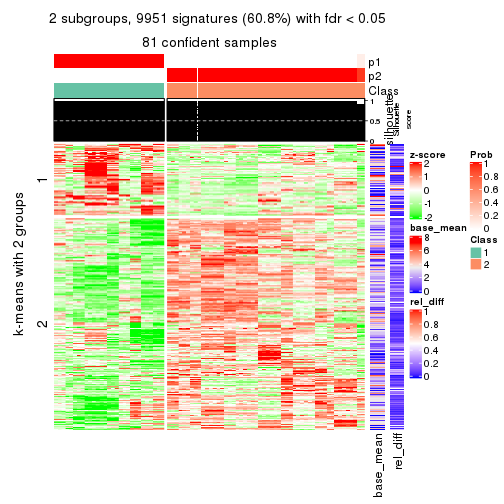 2 subgroups, 9951 signatures (60.8%) with fdr < 0.05
81 confident samples
p1
p2
Class
silhouette
Silhouette
score
1
0.5
0
k-means with 2 groups
1
2
base_mean
rel_diff
z-score
2
1
0
-1
-2
base_mean
8
6
4
2
0
rel_diff
1
0.8
0.6
0.4
0.2
0
Prob
1
0.8
0.6
0.4
0.2
0
Class
1
2